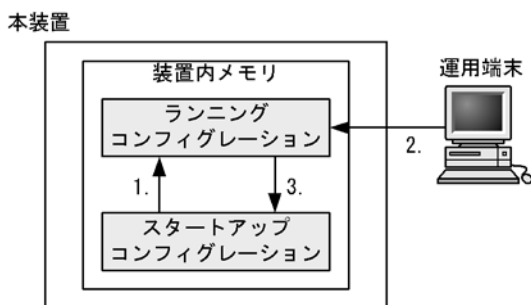 本装置
装置内メモリ
運用端末
ランニング
コンフィグレーション
2.
1.
3.
スタートアップ
コンフィグレーション